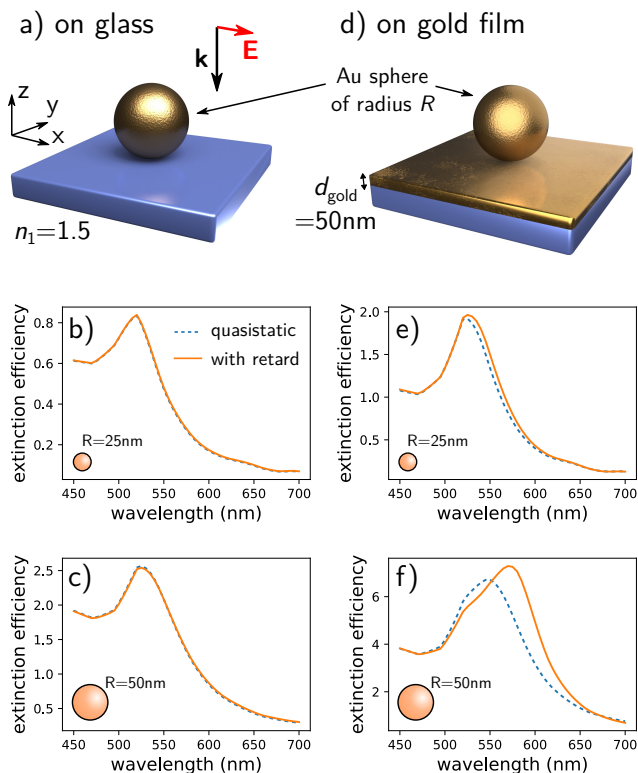 a) on glass
d) on gold film
k
E
z
y
x
Au sphere
of radius R
n₁=1.5
d_gold
=50nm
b)
quasistatic
with retard
R=25nm
0.8
0.6
0.4
0.2
450 500 550 600 650 700
wavelength (nm)
extinction efficiency
e)
R=25nm
2.0
1.5
1.0
0.5
450 500 550 600 650 700
wavelength (nm)
extinction efficiency
c)
R=50nm
2.5
2.0
1.5
1.0
0.5
450 500 550 600 650 700
wavelength (nm)
extinction efficiency
f)
R=50nm
6
4
2
450 500 550 600 650 700
wavelength (nm)
extinction efficiency